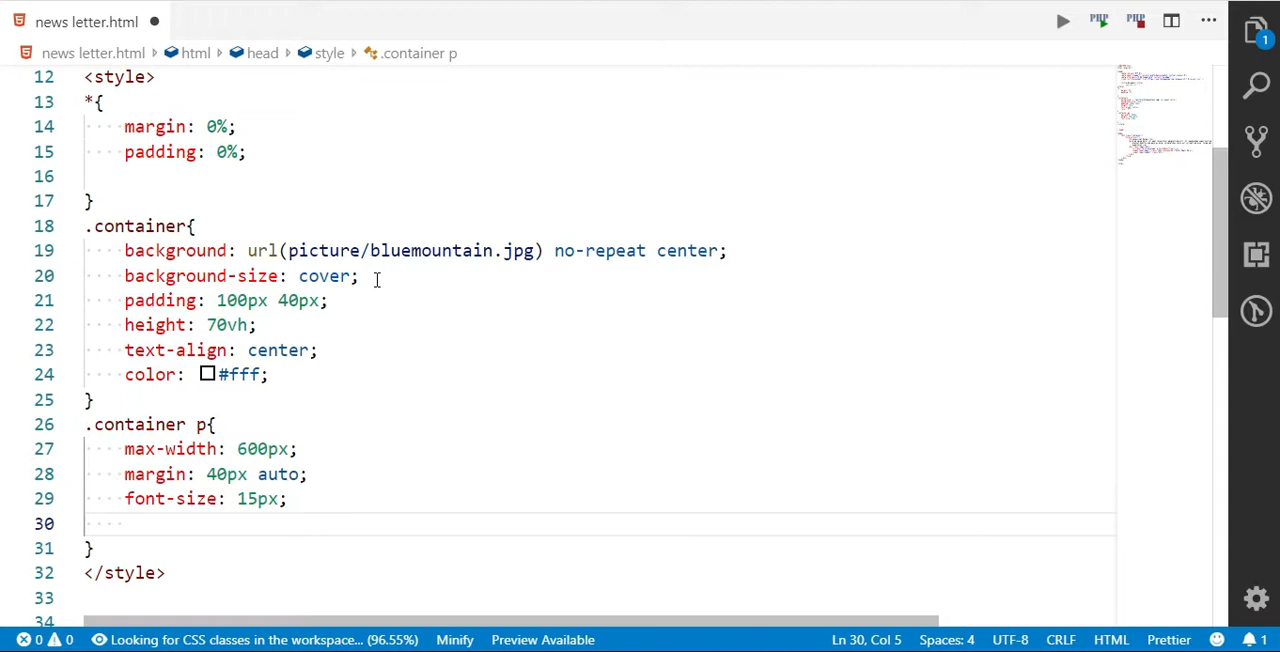 news letter.html
PHP PHP
news letter.html html head style .container p
1
12 <style>
13 *{
14 margin: 0%;
15 padding: 0%;
16
17 }
18 .container{
19 background: url(picture/bluemountain.jpg) no-repeat center;
20 background-size: cover;
21 padding: 100px 40px;
22 height: 70vh;
23 text-align: center;
24 color: #fff;
25 }
26 .container p{
27 max-width: 600px;
28 margin: 40px auto;
29 font-size: 15px;
30
31 }
32 </style>
33
34
0 0 Looking for CSS classes in the workspace... (96.55%) Minify Preview Available Ln 30, Col 5 Spaces: 4 UTF-8 CRLF HTML Prettier 1